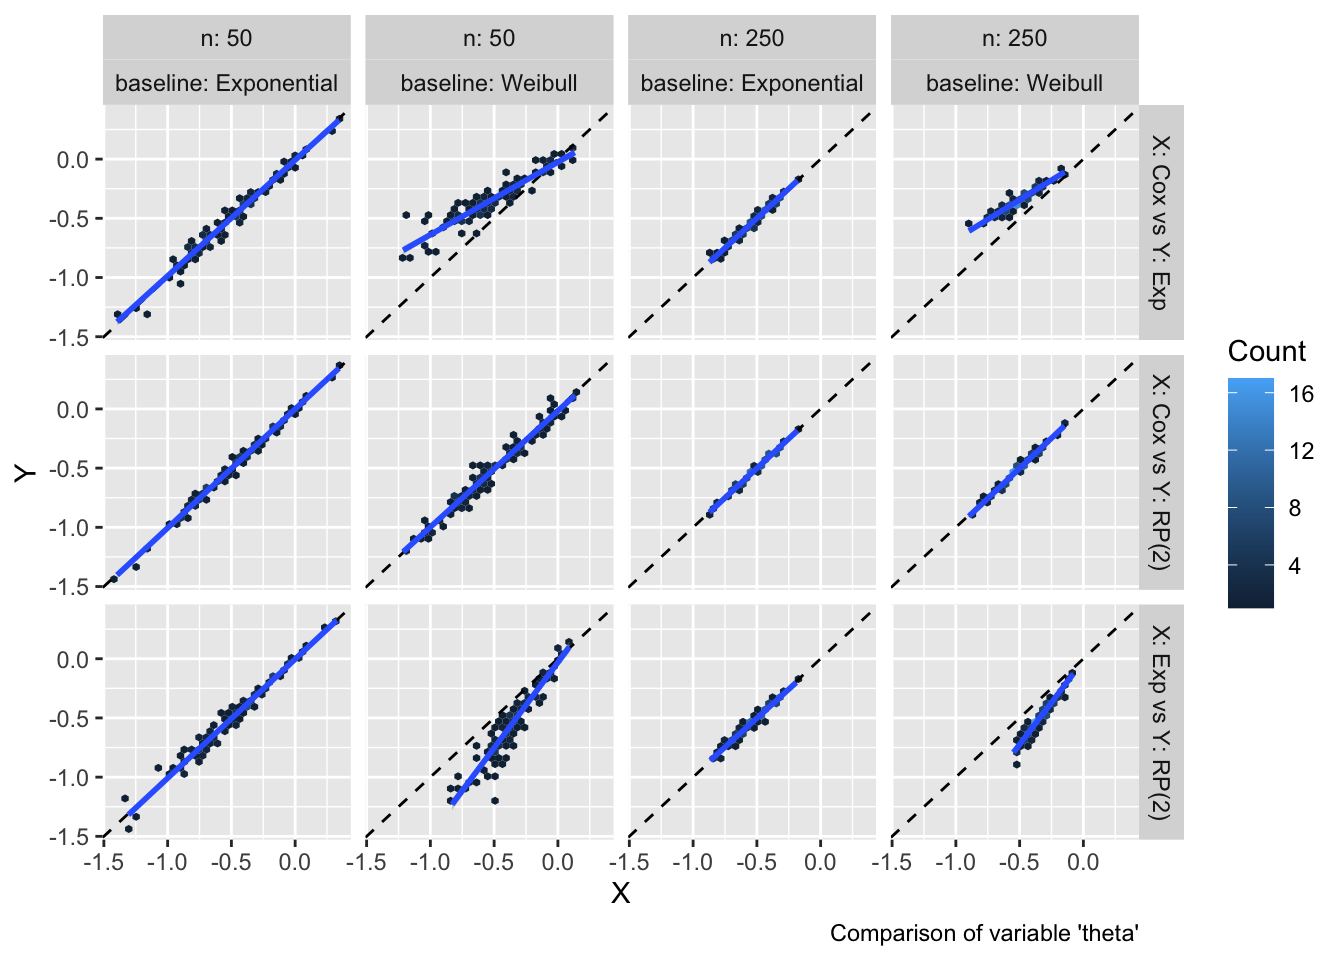 n: 50
n: 50
n: 250
n: 250
baseline: Exponential
baseline: Weibull
baseline: Exponential
baseline: Weibull
0.0
-0.5
-1.0
-1.5
X: Cox vs Y: Exp
0.0
-0.5
-1.0
-1.5
X: Cox vs Y: RP(2)
0.0
-0.5
-1.0
-1.5
X: Exp vs Y: RP(2)
Y
-1.5
-1.0
-0.5
0.0
-1.5
-1.0
-0.5
0.0
-1.5
-1.0
-0.5
0.0
-1.5
-1.0
-0.5
0.0
X
Count
16
12
8
4
Comparison of variable 'theta'